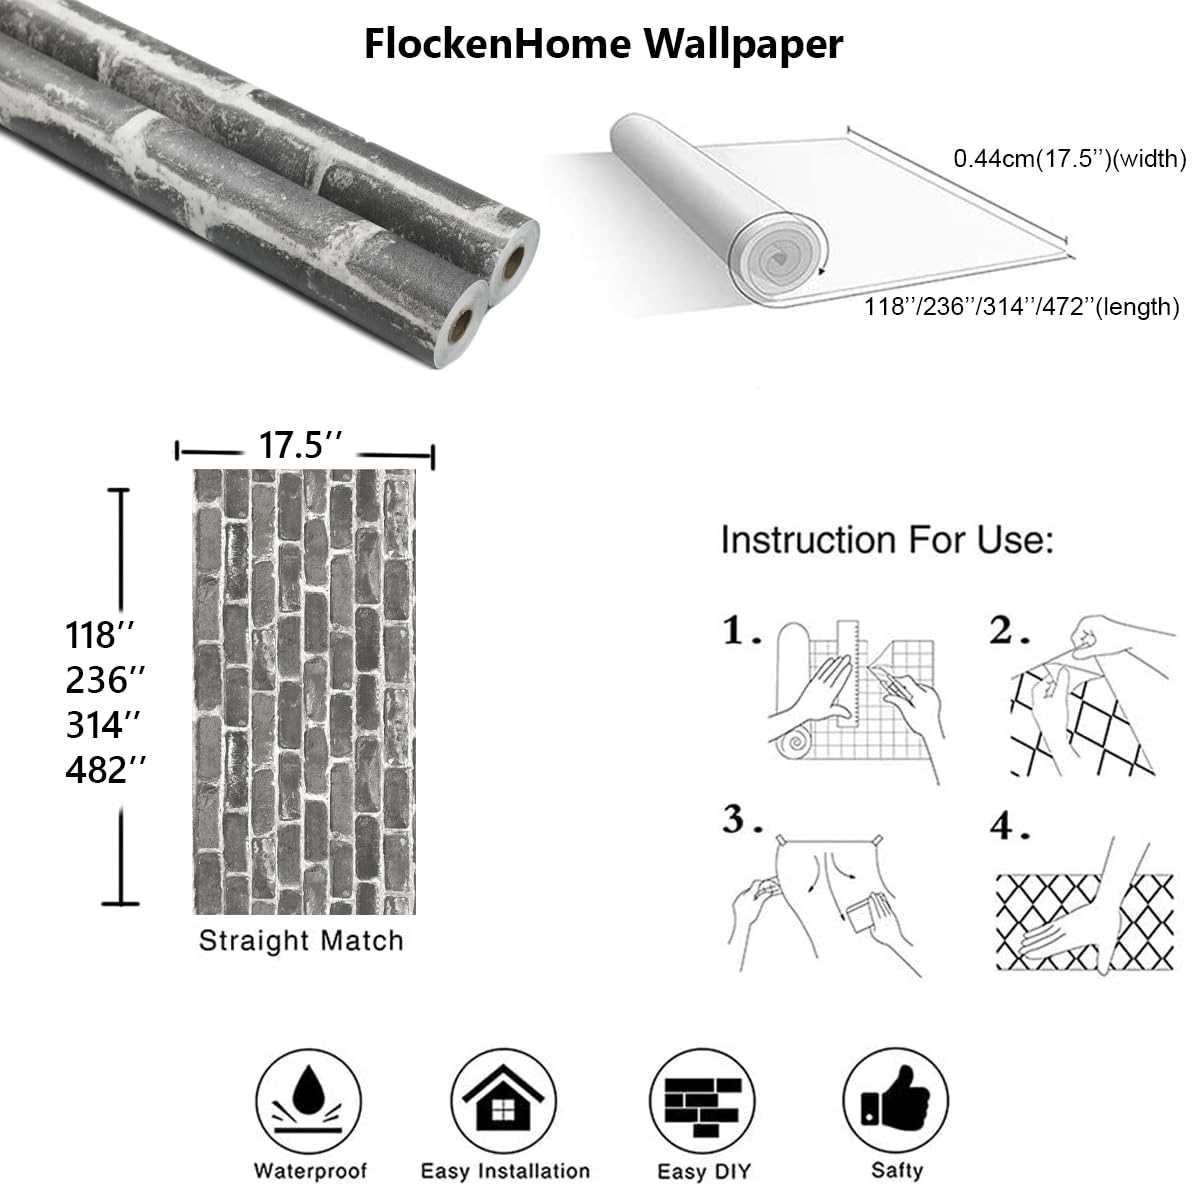 FlockenHome Wallpaper
0.44cm(17.5’’)(width)
118’’/236’’/314’’/472’’(length)
17.5’’
118’’
236’’
314’’
482’’
Straight Match
Instruction For Use:
1.
2.
3.
4.
Waterproof
Easy Installation
Easy DIY
Safty